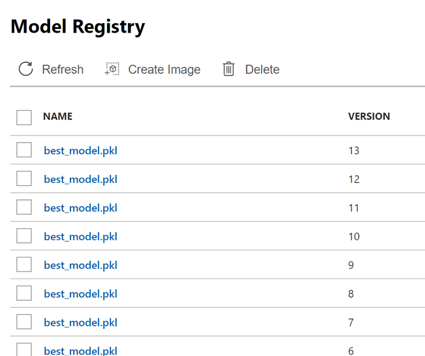 Model Registry
Refresh Create Image Delete
NAME VERSION
best_model.pkl 13
best_model.pkl 12
best_model.pkl 11
best_model.pkl 10
best_model.pkl 9
best_model.pkl 8
best_model.pkl 7
best_model.pkl 6